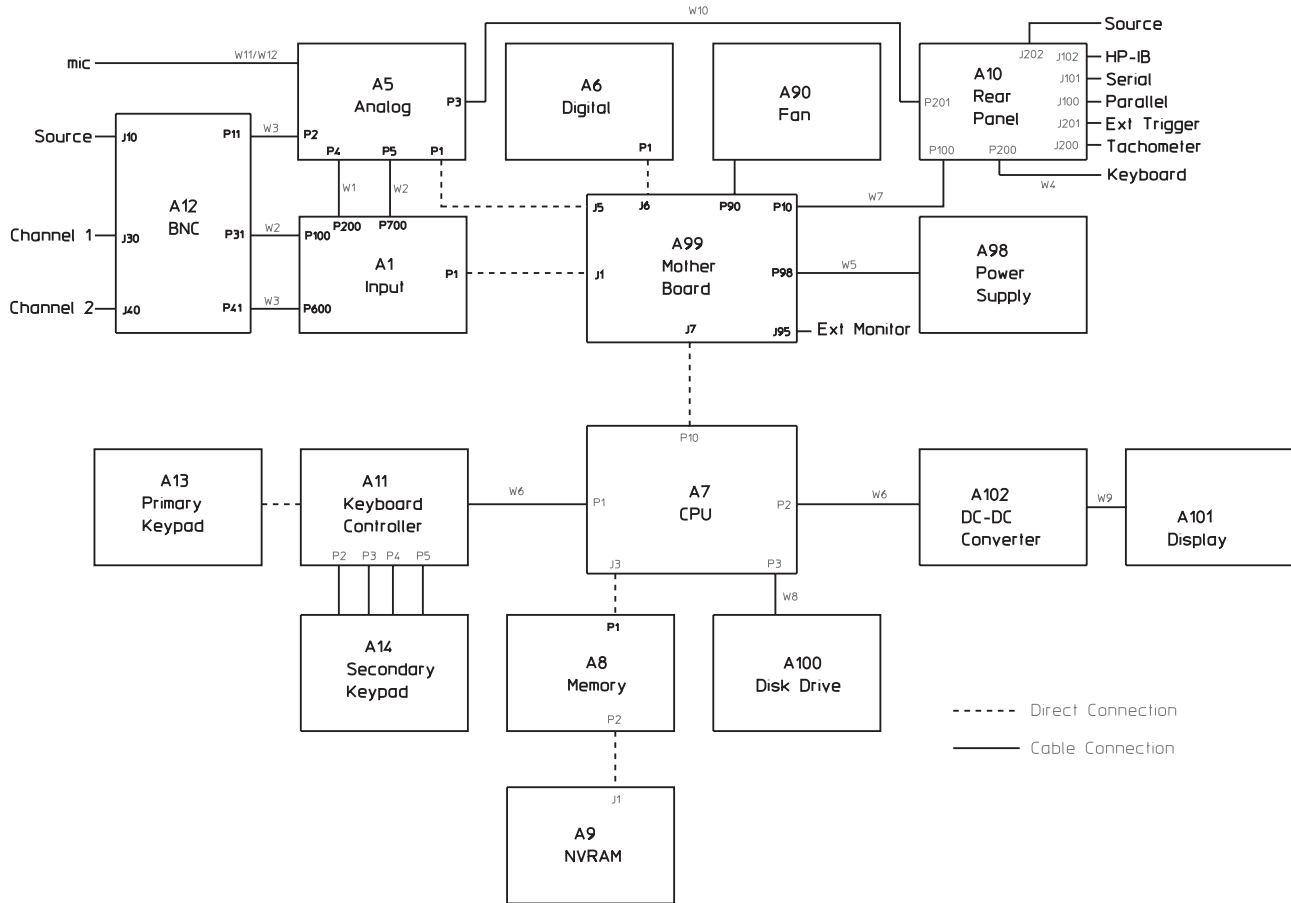 W10
Source
mic
W11/W12
A5
Analog
P3
P2
P4
P5
P1
A6
Digital
P1
A90
Fan
A10
Rear
Panel
J202
J102
J101
J100
J201
J200
P201
P100
P200
HP-IB
Serial
Parallel
Ext Trigger
Tachometer
Keyboard
W4
W7
Source
J10
P11
W3
A12
BNC
Channel 1
J30
P31
W2
Channel 2
J40
P41
W3
W1
W2
P200
P700
P100
A1
Input
P1
P600
J5
J6
P90
P10
A99
Mother
Board
J1
P98
J7
J95
Ext Monitor
W5
A98
Power
Supply
A13
Primary
Keypad
A11
Keyboard
Controller
P2
P3
P4
P5
W6
P10
P1
A7
CPU
P2
J3
P3
W6
A102
DC-DC
Converter
W9
A101
Display
W8
A14
Secondary
Keypad
P1
A8
Memory
P2
A100
Disk Drive
Direct Connection
Cable Connection
J1
A9
NVRAM